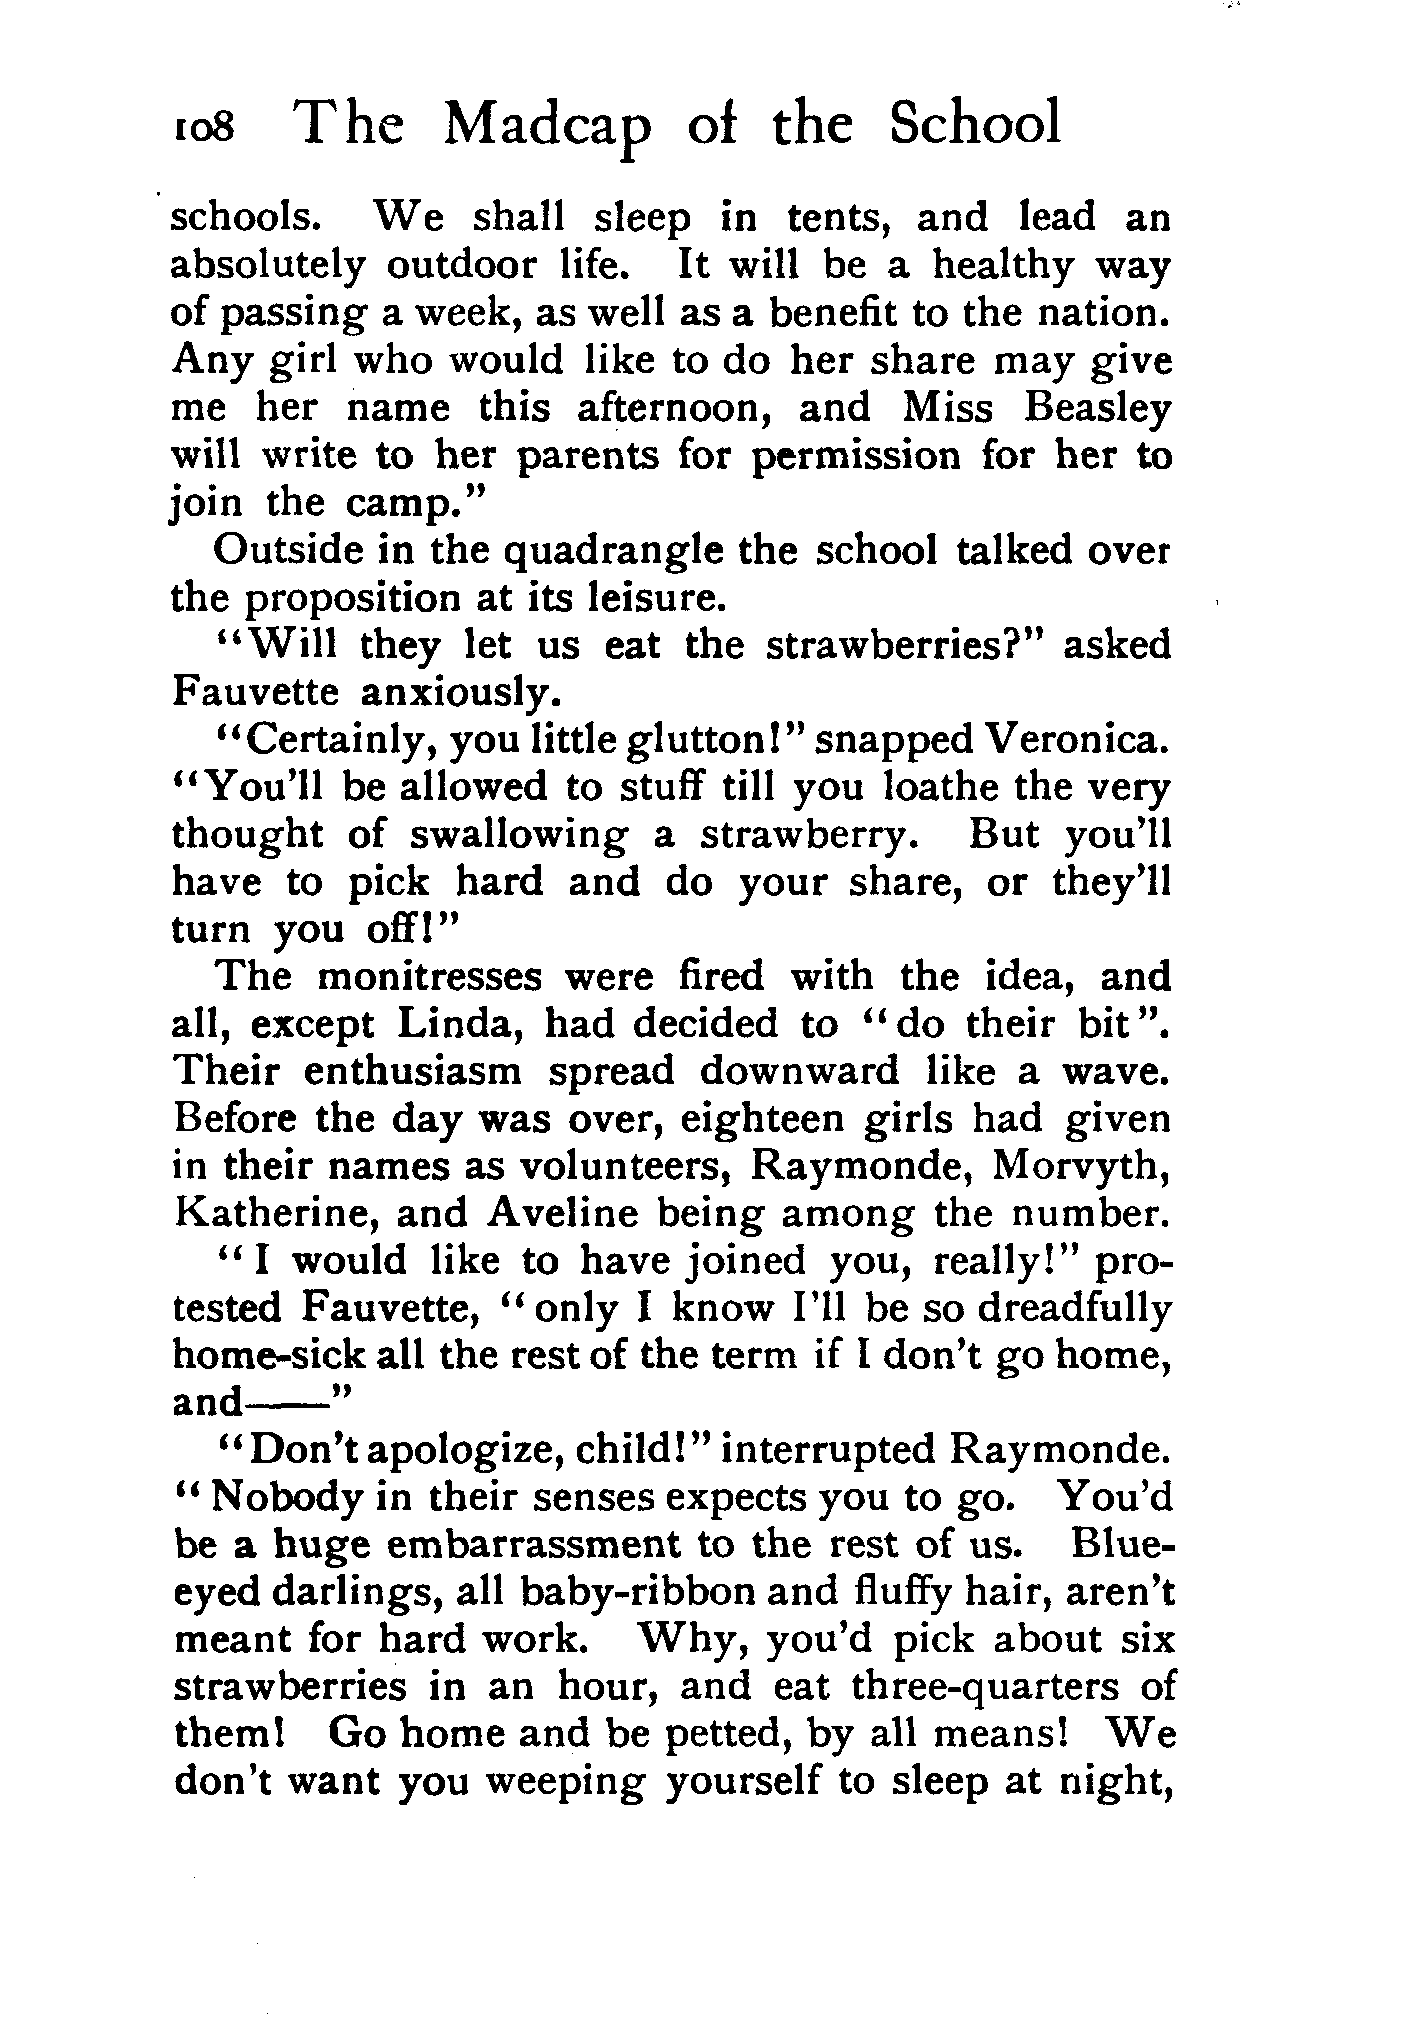 108 The Madcap of the School
schools. We shall sleep in tents, and lead an
absolutely outdoor life. It will be a healthy way
of passing a week, as well as a benefit to the nation.
Any girl who would like to do her share may give
me her name this afternoon, and Miss Beasley
will write to her parents for permission for her to
join the camp."
Outside in the quadrangle the school talked over
the proposition at its leisure.
"Will they let us eat the strawberries?" asked
Fauvette anxiously.
"Certainly, you little glutton!" snapped Veronica.
"You'll be allowed to stuff till you loathe the very
thought of swallowing a strawberry. But you'll
have to pick hard and do your share, or they'll
turn you off!"
The monitresses were fired with the idea, and
all, except Linda, had decided to "do their bit".
Their enthusiasm spread downward like a wave.
Before the day was over, eighteen girls had given
in their names as volunteers, Raymonde, Morvyth,
Katherine, and Aveline being among the number.
"I would like to have joined you, really!" pro-
tested Fauvette, "only I know I'll be so dreadfully
home-sick all the rest of the term if I don't go home,
and——"
"Don't apologize, child!" interrupted Raymonde.
"Nobody in their senses expects you to go. You'd
be a huge embarrassment to the rest of us. Blue-
eyed darlings, all baby-ribbon and fluffy hair, aren't
meant for hard work. Why, you'd pick about six
strawberries in an hour, and eat three-quarters of
them! Go home and be petted, by all means! We
don't want you weeping yourself to sleep at night,